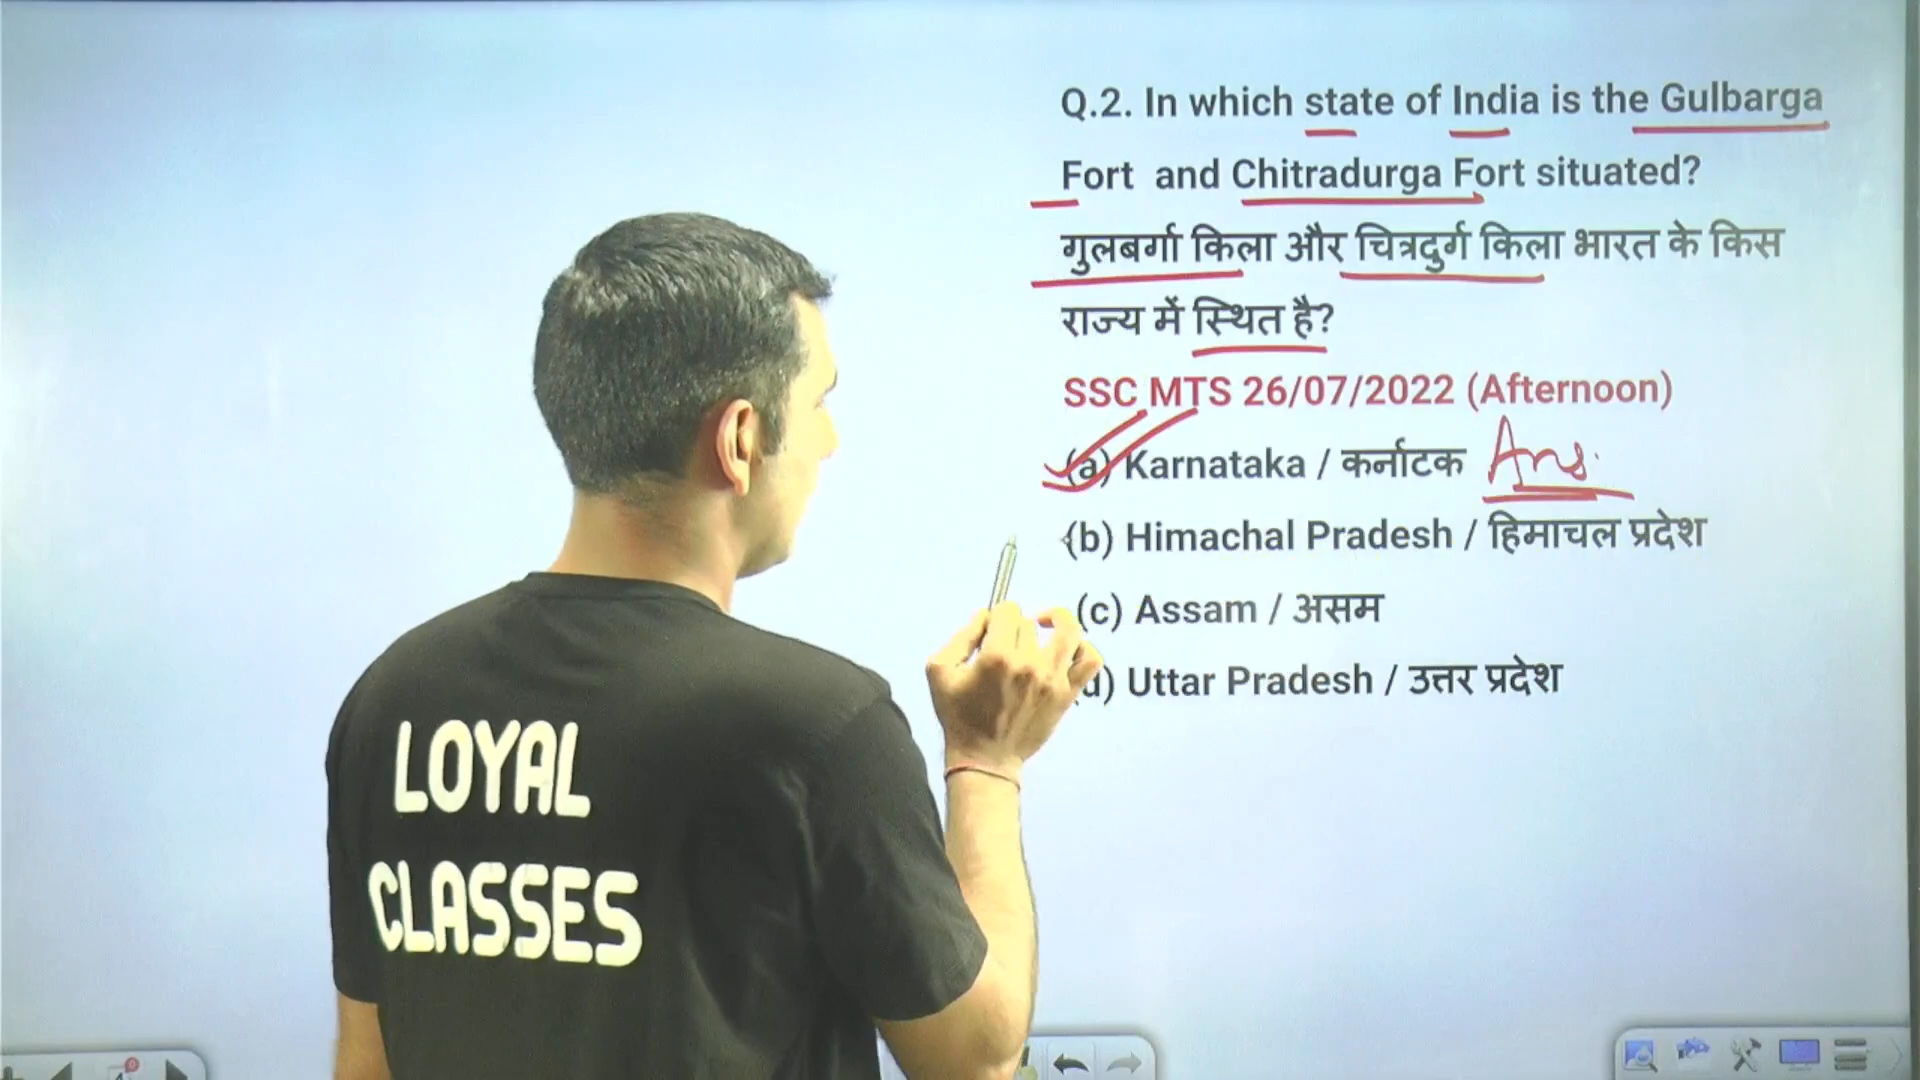 Q.2. In which state of India is the Gulbarga
Fort and Chitradurga Fort situated?
गुलबर्गा किला और चित्रदुर्ग किला भारत के किस
राज्य में स्थित है?
SSC MTS 26/07/2022 (Afternoon)
(a) Karnataka / कर्नाटक Ans.
(b) Himachal Pradesh / हिमाचल प्रदेश
(c) Assam / असम
d) Uttar Pradesh / उत्तर प्रदेश
LOYAL
CLASSES